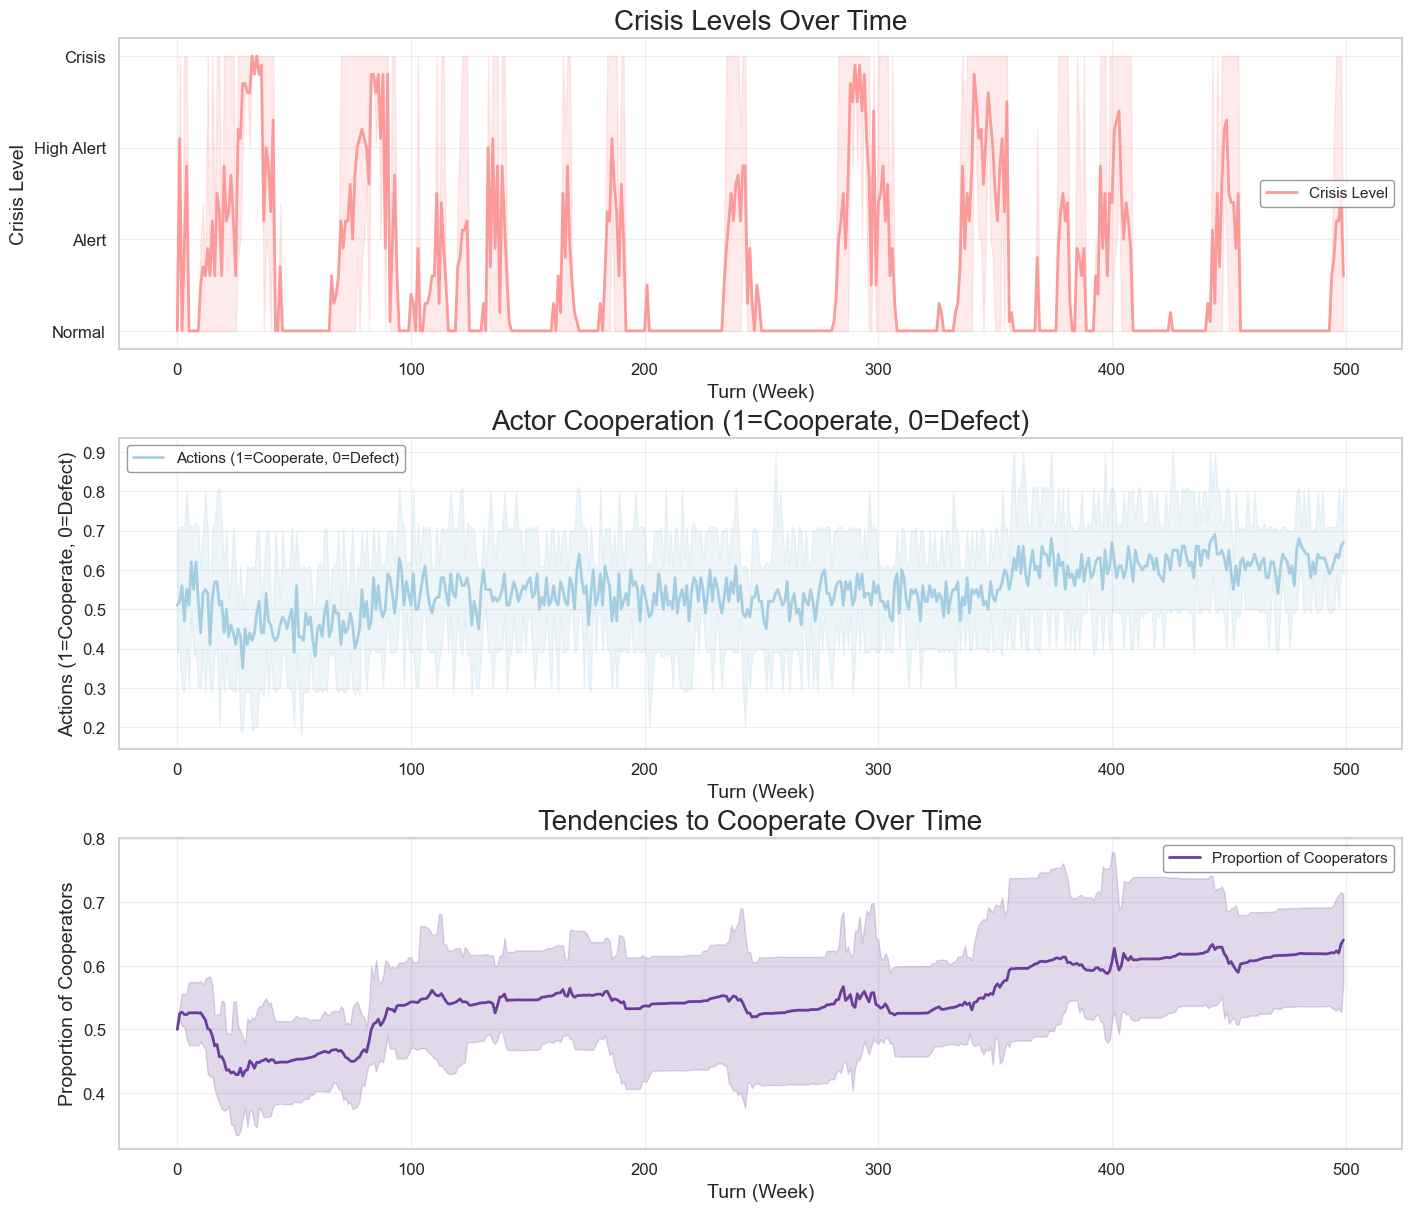 Crisis Levels Over Time
Crisis Level
Crisis
High Alert
Alert
Normal
Crisis Level
0 100 200 300 400 500
Turn (Week)
Actor Cooperation (1=Cooperate, 0=Defect)
Actions (1=Cooperate, 0=Defect)
Actions (1=Cooperate, 0=Defect)
0.9
0.8
0.7
0.6
0.5
0.4
0.3
0.2
0 100 200 300 400 500
Turn (Week)
Tendencies to Cooperate Over Time
Proportion of Cooperators
Proportion of Cooperators
0.8
0.7
0.6
0.5
0.4
0 100 200 300 400 500
Turn (Week)